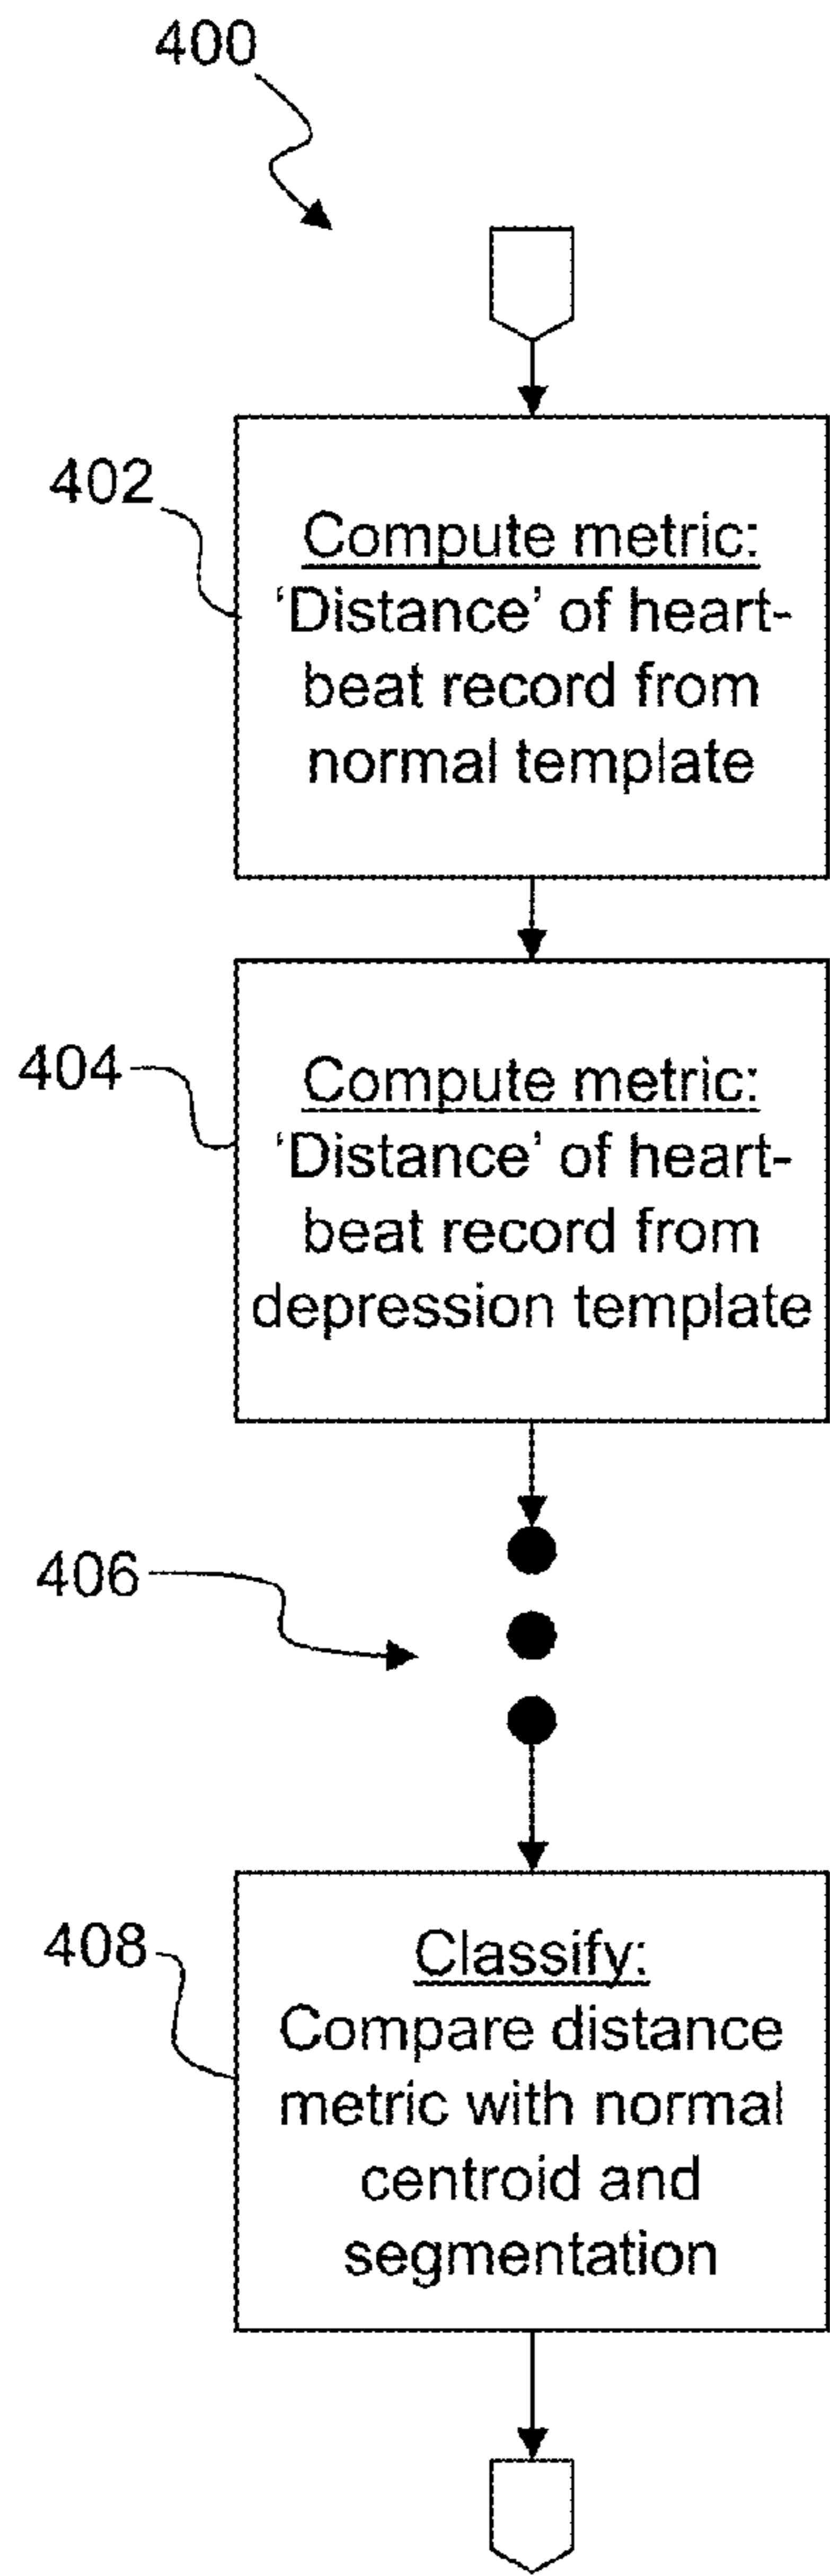 400
402
Compute metric:
‘Distance’ of heart-
beat record from
normal template
404
Compute metric:
‘Distance’ of heart-
beat record from
depression template
406
408
Classify:
Compare distance
metric with normal
centroid and
segmentation